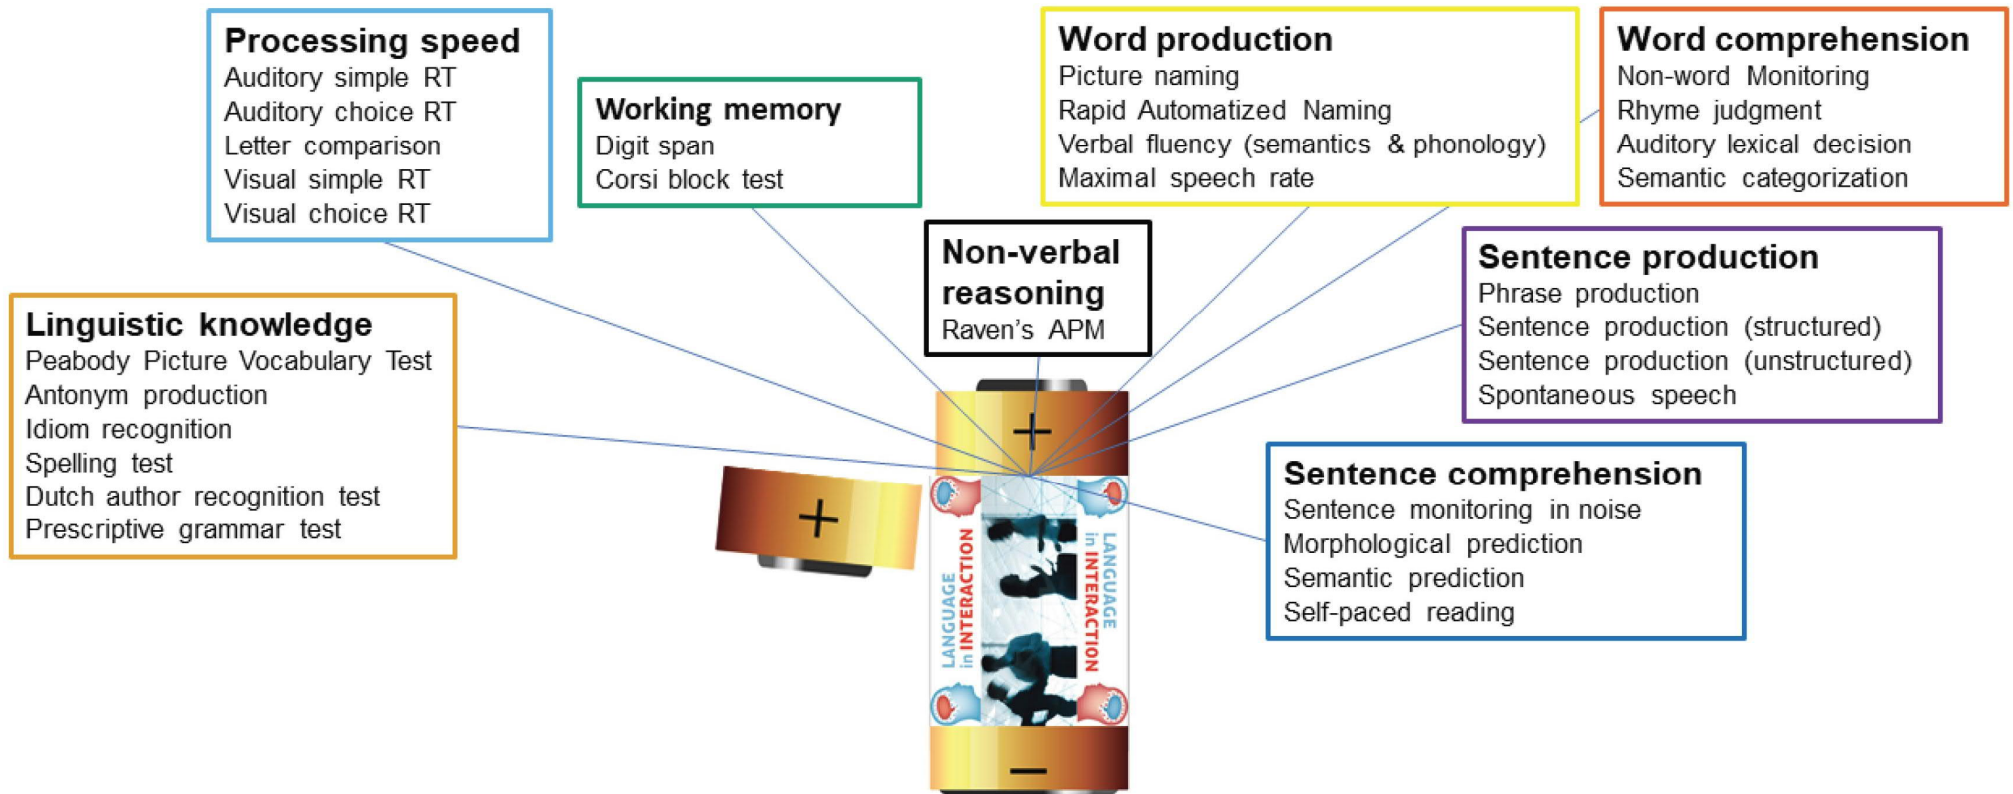 Processing speed
Auditory simple RT
Auditory choice RT
Letter comparison
Visual simple RT
Visual choice RT
Working memory
Digit span
Corsi block test
Word production
Picture naming
Rapid Automatized Naming
Verbal fluency (semantics & phonology)
Maximal speech rate
Word comprehension
Non-word Monitoring
Rhyme judgment
Auditory lexical decision
Semantic categorization
Non-verbal
reasoning
Raven's APM
Sentence production
Phrase production
Sentence production (structured)
Sentence production (unstructured)
Spontaneous speech
Linguistic knowledge
Peabody Picture Vocabulary Test
Antonym production
Idiom recognition
Spelling test
Dutch author recognition test
Prescriptive grammar test
Sentence comprehension
Sentence monitoring in noise
Morphological prediction
Semantic prediction
Self-paced reading
+
+
LANGUAGE
in INTERACTION
LANGUAGE
in INTERACTION
−